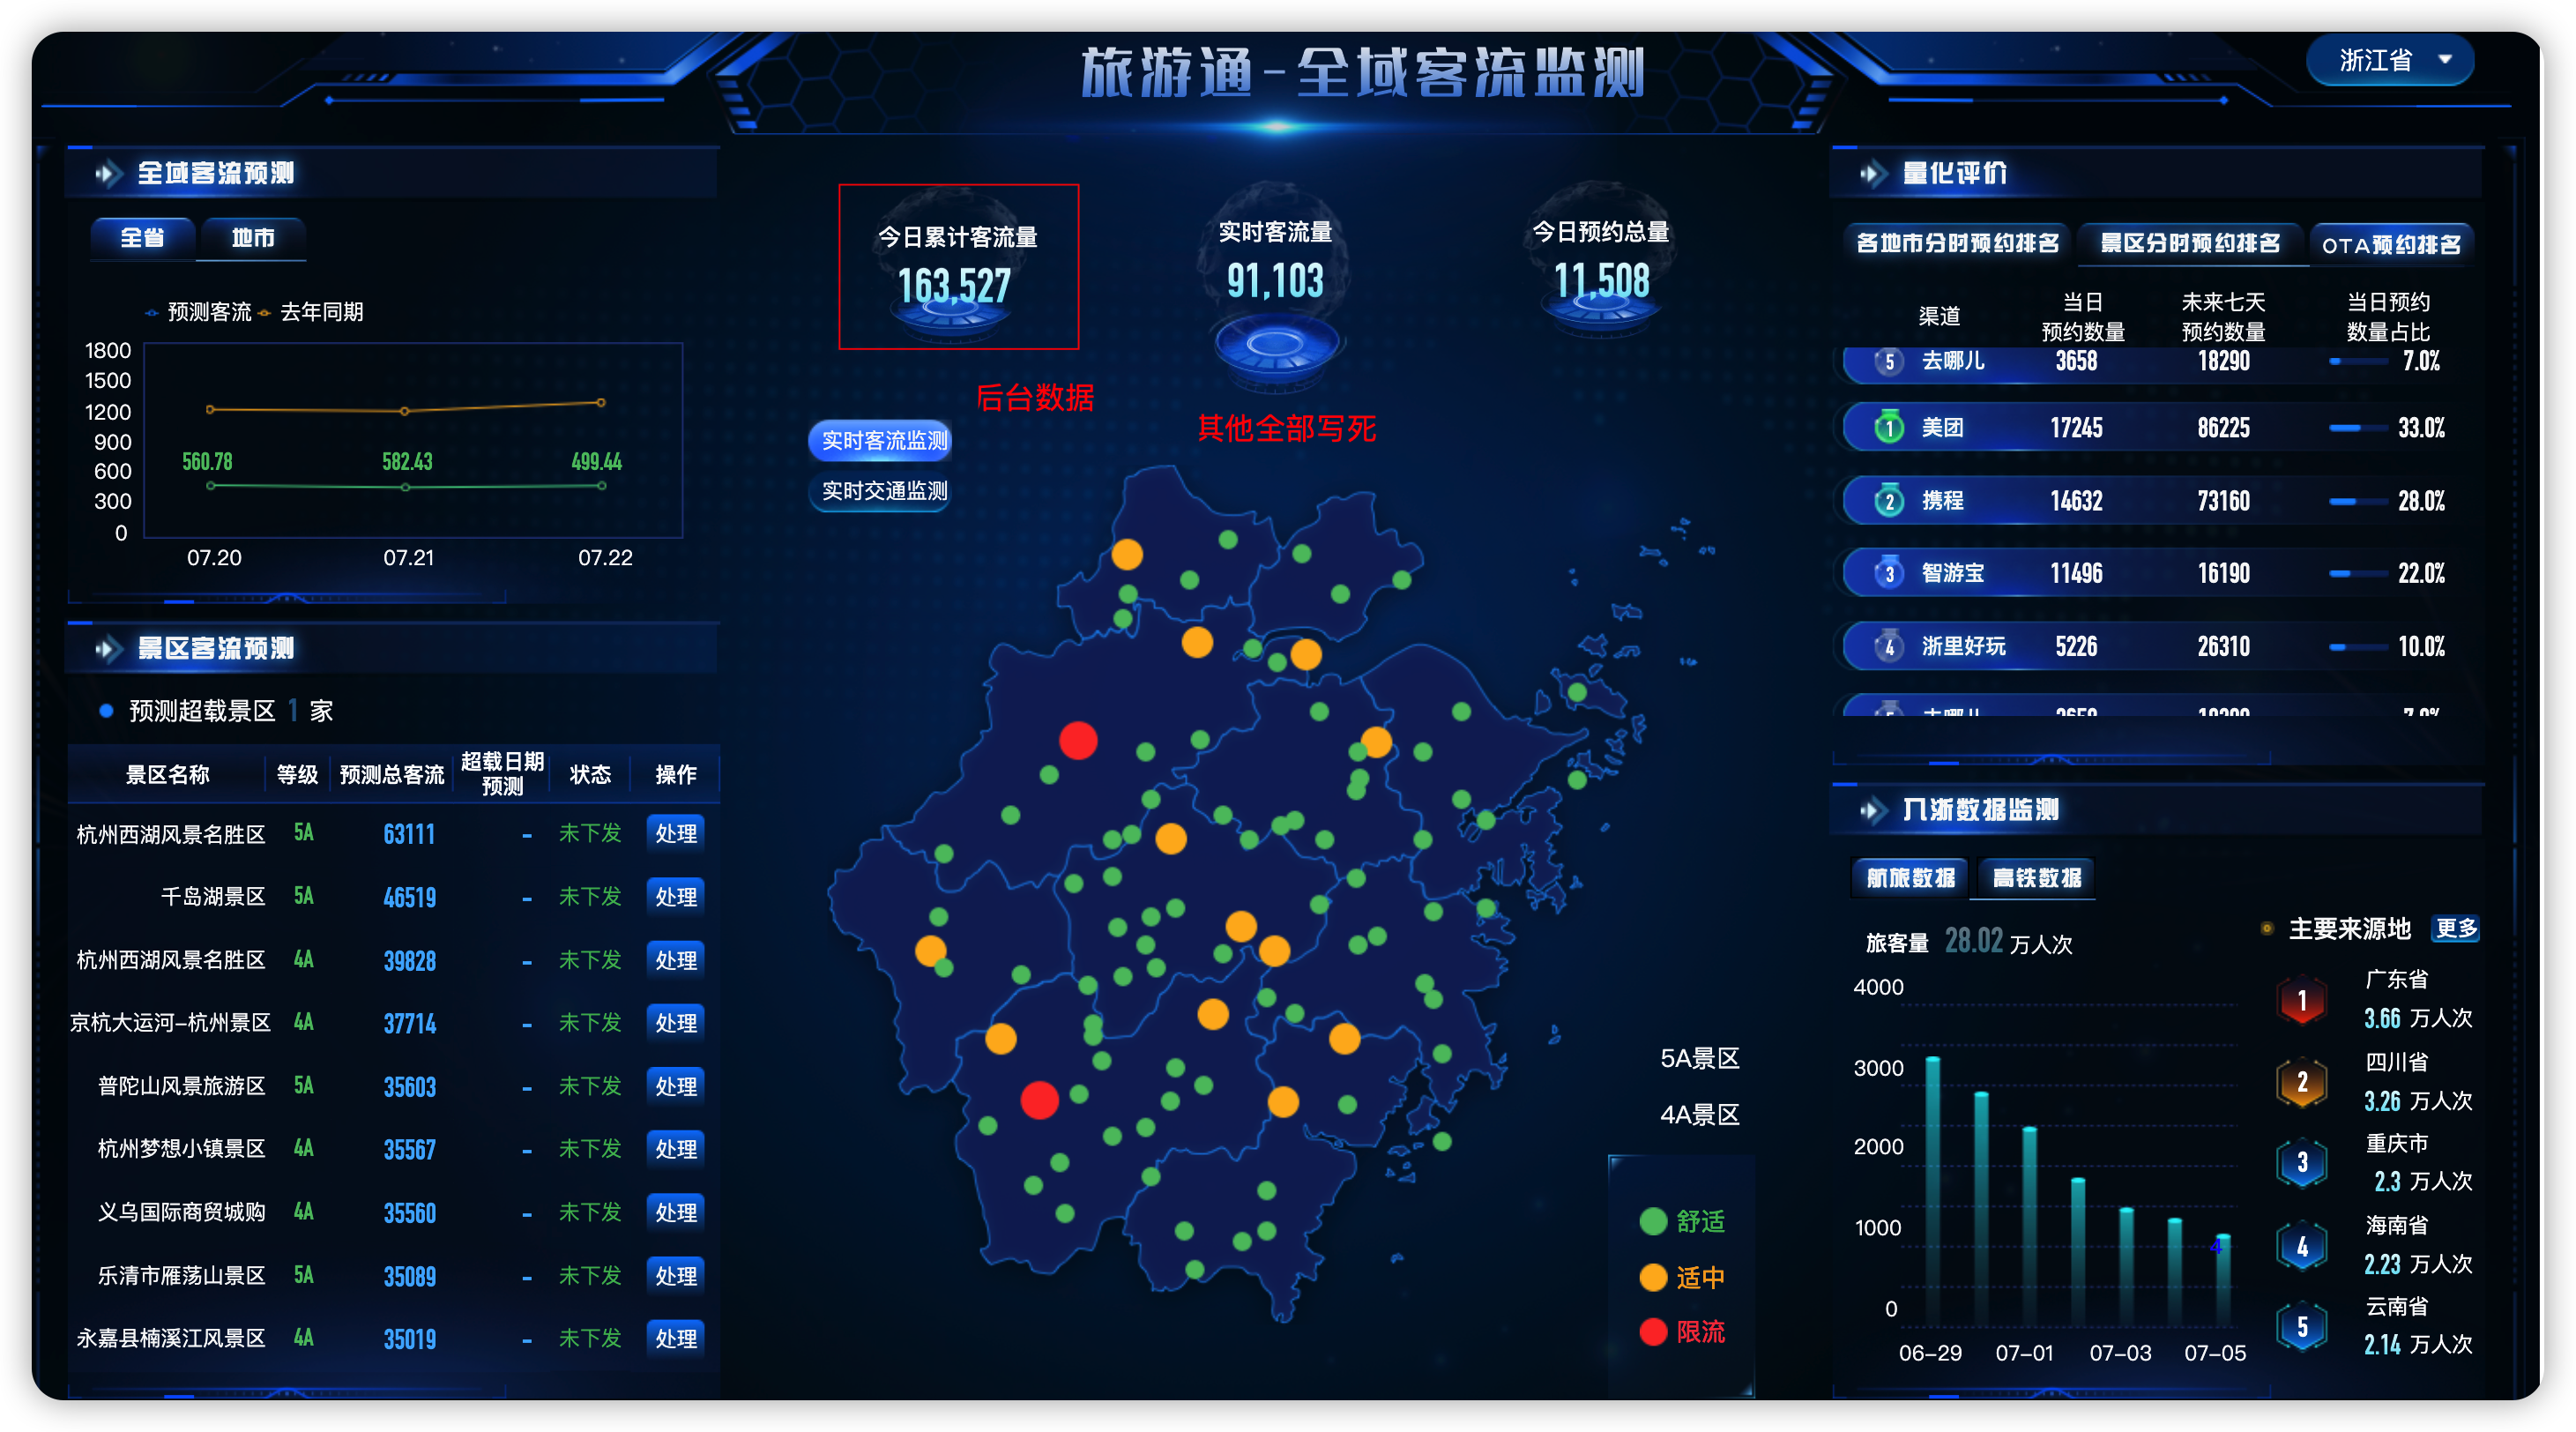 旅游通-全域客流监测
浙江省
全域客流预测
全省 地市
预测客流 去年同期
1800
1500
1200
900
600
300
0
560.78 582.43 499.44
07.20 07.21 07.22
景区客流预测
预测超载景区 1 家
景区名称 等级 预测总客流 超载日期预测 状态 操作
杭州西湖风景名胜区 5A 63111 - 未下发 处理
千岛湖景区 5A 46519 - 未下发 处理
杭州西湖风景名胜区 4A 39828 - 未下发 处理
京杭大运河-杭州景区 4A 37714 - 未下发 处理
普陀山风景旅游区 5A 35603 - 未下发 处理
杭州梦想小镇景区 4A 35567 - 未下发 处理
义乌国际商贸城购 4A 35560 - 未下发 处理
乐清市雁荡山景区 5A 35089 - 未下发 处理
永嘉县楠溪江风景区 4A 35019 - 未下发 处理
今日累计客流量
163,527
实时客流量
91,103
今日预约总量
11,508
后台数据
其他全部写死
实时客流监测
实时交通监测
5A景区
4A景区
舒适
适中
限流
量化评价
各地市分时预约排名 景区分时预约排名 OTA预约排名
渠道 当日预约数量 未来七天预约数量 当日预约数量占比
5 去哪儿 3658 18290 7.0%
1 美团 17245 86225 33.0%
2 携程 14632 73160 28.0%
3 智游宝 11496 16190 22.0%
4 浙里好玩 5226 26310 10.0%
5 去哪儿 3658 18290 7.0%
入浙数据监测
航旅数据 高铁数据
旅客量 28.02 万人次
主要来源地 更多
4000
3000
2000
1000
0
4
06-29 07-01 07-03 07-05
1 广东省
3.66 万人次
2 四川省
3.26 万人次
3 重庆市
2.3 万人次
4 海南省
2.23 万人次
5 云南省
2.14 万人次